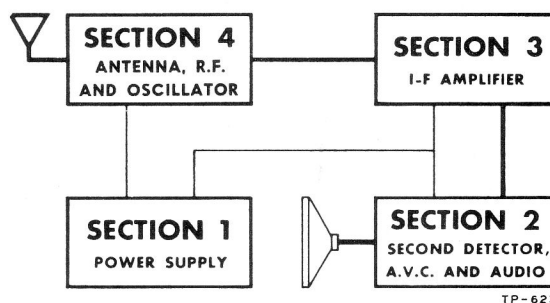 SECTION 4
ANTENNA, R.F.
AND OSCILLATOR
SECTION 3
I-F AMPLIFIER
SECTION 1
POWER SUPPLY
SECTION 2
SECOND DETECTOR,
A.V.C. AND AUDIO